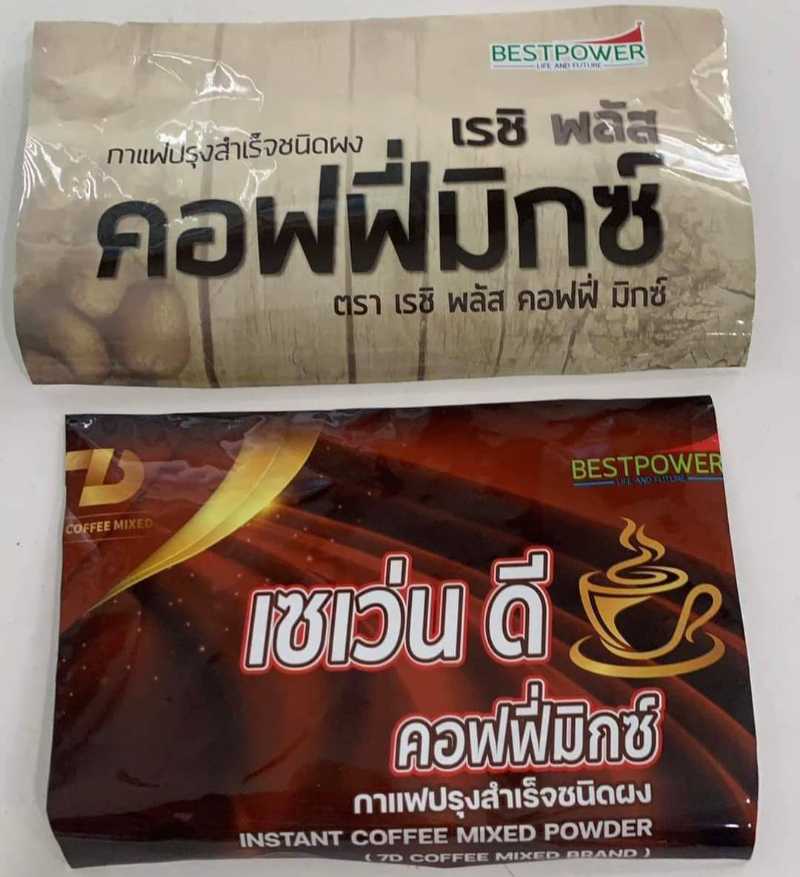 BESTPOWER
LIFE AND FUTURE
เรชิ พลัส
กาแฟปรุงสำเร็จชนิดผง
คอฟฟี่มิกซ์
ตรา เรชิ พลัส คอฟฟี่ มิกซ์
7D
COFFEE MIXED
BESTPOWER
LIFE AND FUTURE
เซเว่น ดี
คอฟฟี่มิกซ์
กาแฟปรุงสำเร็จชนิดผง
INSTANT COFFEE MIXED POWDER
( 7D COFFEE MIXED BRAND )